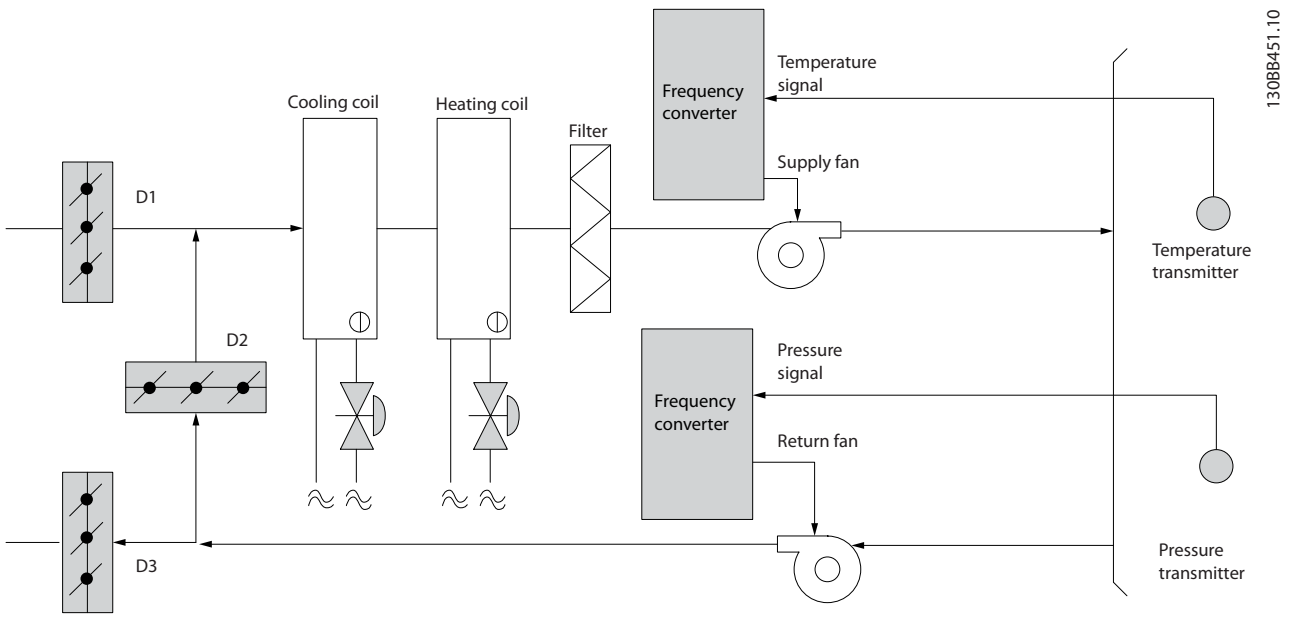 130BB451.10
Temperature
signal
Frequency
converter
Cooling coil
Heating coil
Filter
Supply fan
D1
Temperature
transmitter
D2
Pressure
signal
Frequency
converter
Return fan
D3
Pressure
transmitter